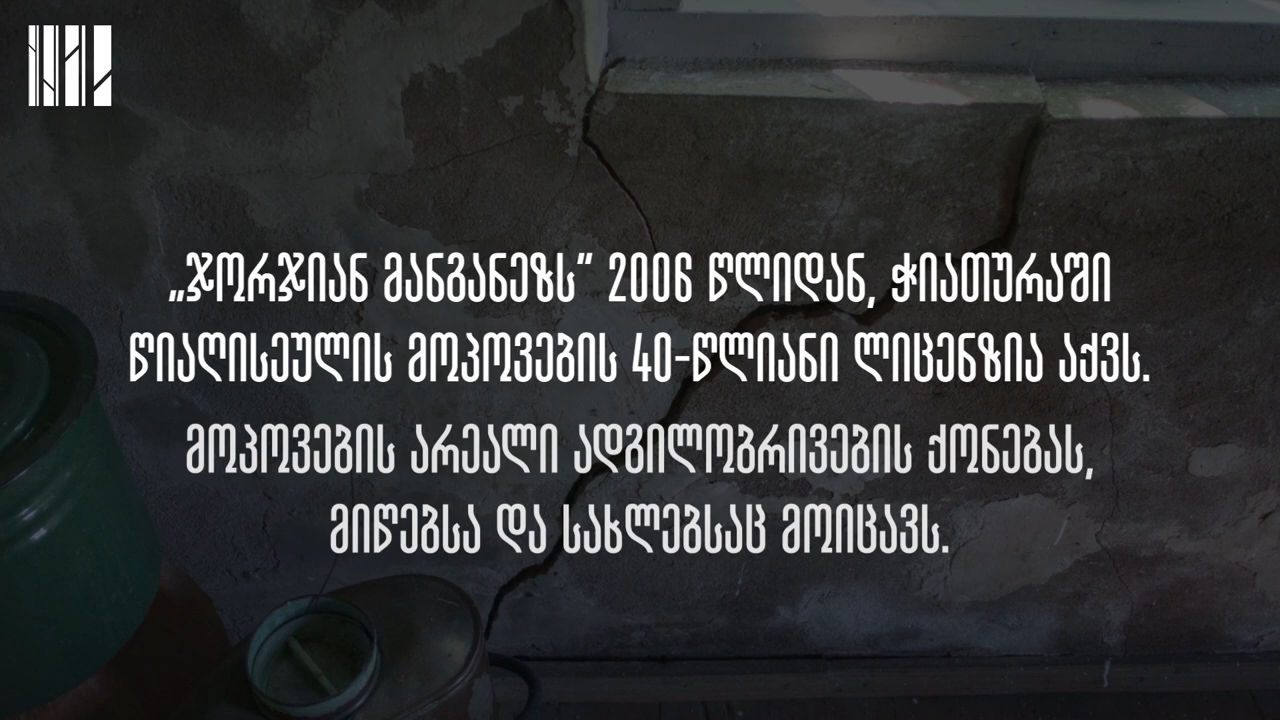 „ჯორჯიან მანგანეზს“ 2006 წლიდან, ჭიათურაში
წიაღისეულის მოპოვების 40-წლიანი ლიცენზია აქვს.
მოპოვების არეალი ადგილობრივების ქონებას,
მიწებსა და სახლებსაც მოიცავს.